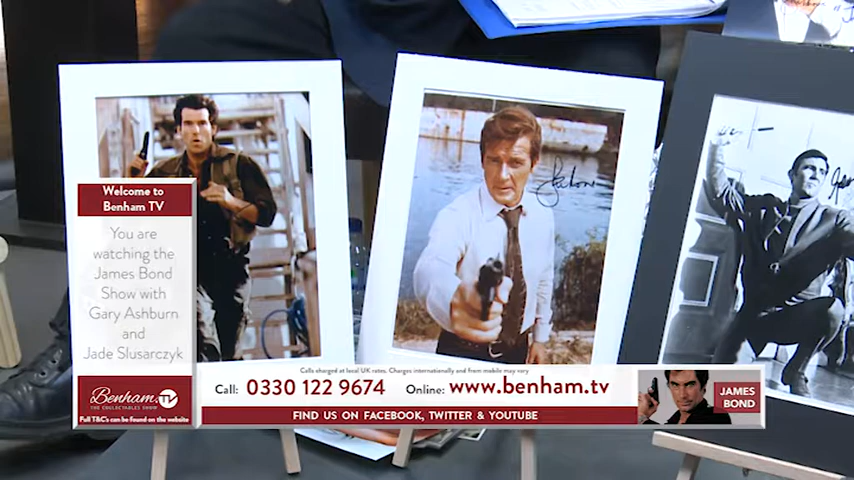 Welcome to
Benham TV
You are
watching the
James Bond
Show with
Gary Ashburn
and
Jade Slusarczyk
Benham TV
THE COLLECTABLES SHOW
Full T&C's can be found on the website
Calls charged at local UK rates. Charges internationally and from mobile may vary
Call: 0330 122 9674 Online: www.benham.tv
FIND US ON FACEBOOK, TWITTER & YOUTUBE
JAMES
BOND